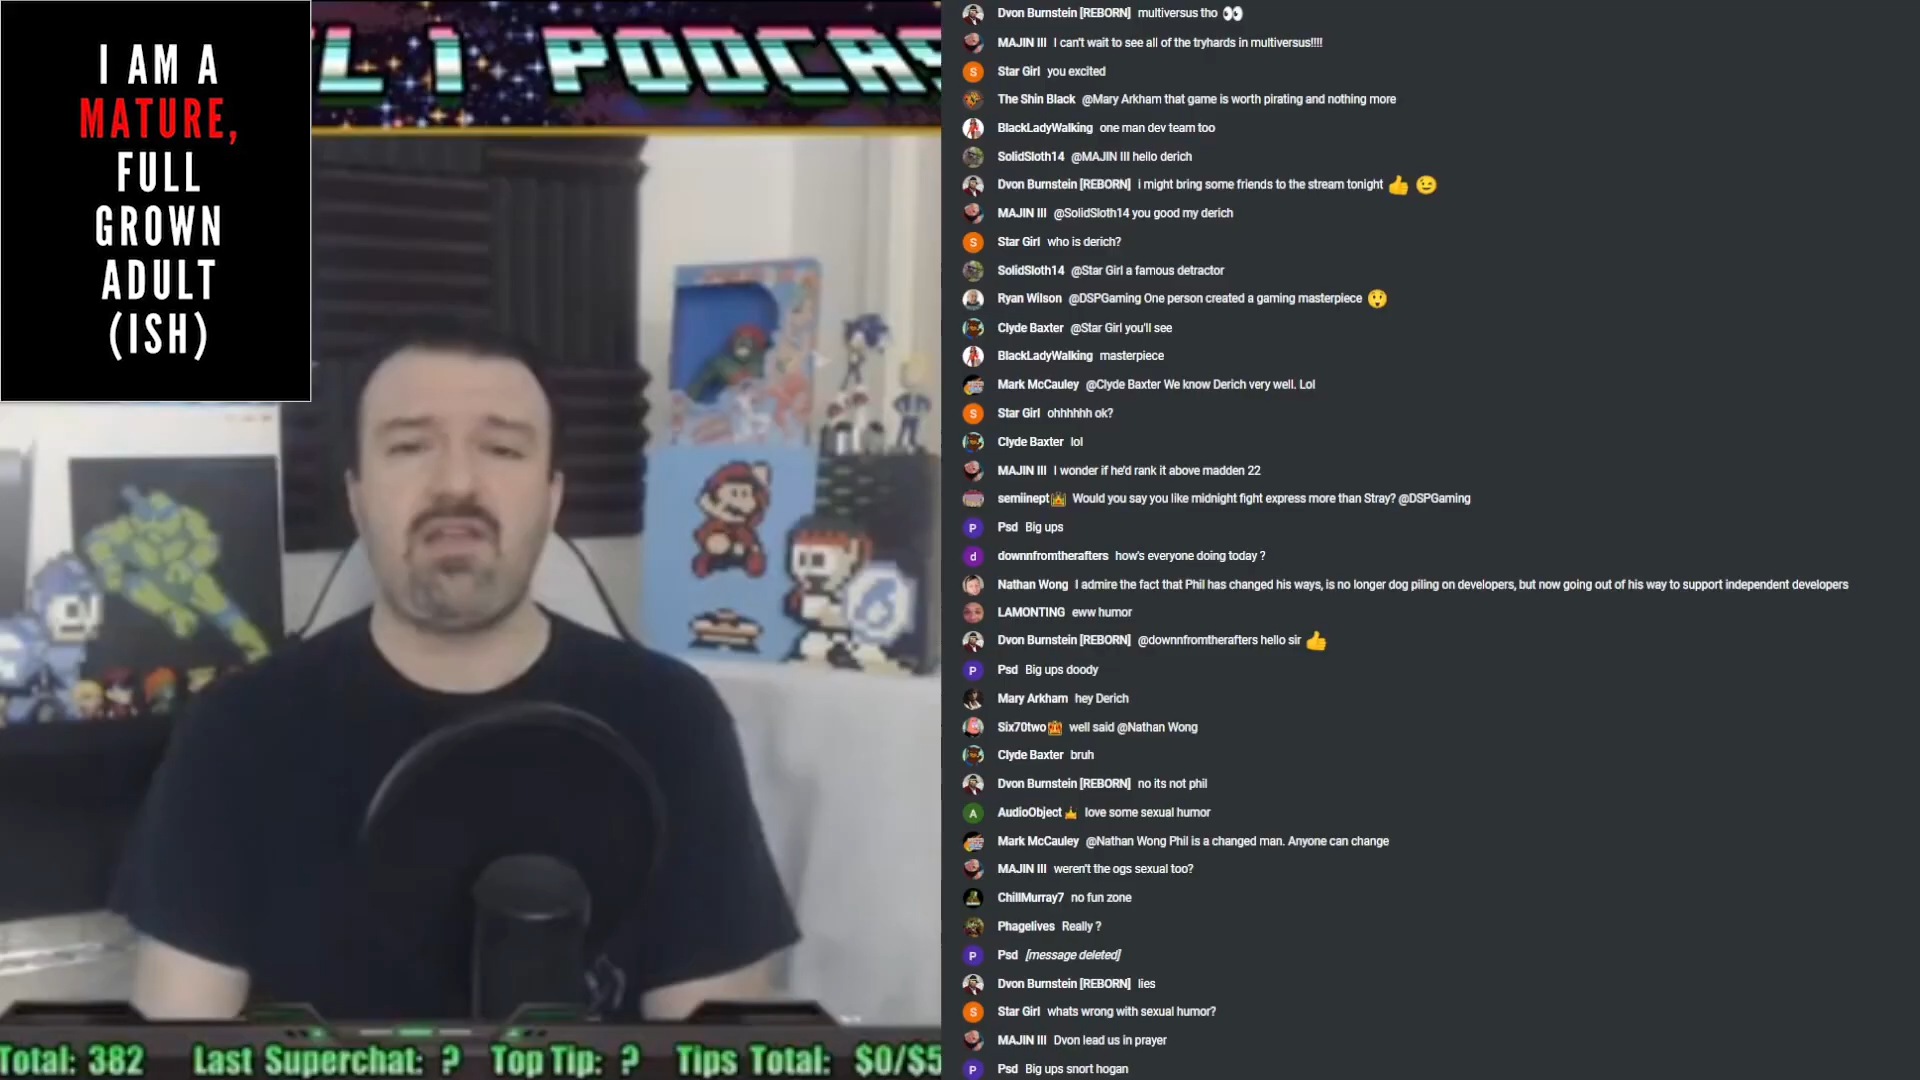 I AM A
MATURE,
FULL
GROWN
ADULT
(ISH)
L 1 PODCAS
Total: 382 Last Superchat: ? Top Tip: ? Tips Total: $0/$5
Dvon Burnstein [REBORN] multiversus tho 👀
MAJIN III I can't wait to see all of the tryhards in multiversus!!!!
S Star Girl you excited
The Shin Black @Mary Arkham that game is worth pirating and nothing more
BlackLadyWalking one man dev team too
SolidSloth14 @MAJIN III hello derich
Dvon Burnstein [REBORN] i might bring some friends to the stream tonight 👍 😉
MAJIN III @SolidSloth14 you good my derich
S Star Girl who is derich?
SolidSloth14 @Star Girl a famous detractor
Ryan Wilson @DSPGaming One person created a gaming masterpiece 😲
Clyde Baxter @Star Girl you'll see
BlackLadyWalking masterpiece
Mark McCauley @Clyde Baxter We know Derich very well. Lol
S Star Girl ohhhhhh ok?
Clyde Baxter lol
MAJIN III I wonder if he'd rank it above madden 22
semiinept Would you say you like midnight fight express more than Stray? @DSPGaming
P Psd Big ups
d downnfromtherafters how's everyone doing today ?
Nathan Wong I admire the fact that Phil has changed his ways, is no longer dog piling on developers, but now going out of his way to support independent developers
LAMONTING eww humor
Dvon Burnstein [REBORN] @downnfromtherafters hello sir 👍
P Psd Big ups doody
Mary Arkham hey Derich
Six70two well said @Nathan Wong
Clyde Baxter bruh
Dvon Burnstein [REBORN] no its not phil
A AudioObject love some sexual humor
Mark McCauley @Nathan Wong Phil is a changed man. Anyone can change
MAJIN III weren't the ogs sexual too?
ChillMurray7 no fun zone
Phagelives Really ?
P Psd [message deleted]
Dvon Burnstein [REBORN] lies
S Star Girl whats wrong with sexual humor?
MAJIN III Dvon lead us in prayer
P Psd Big ups snort hogan